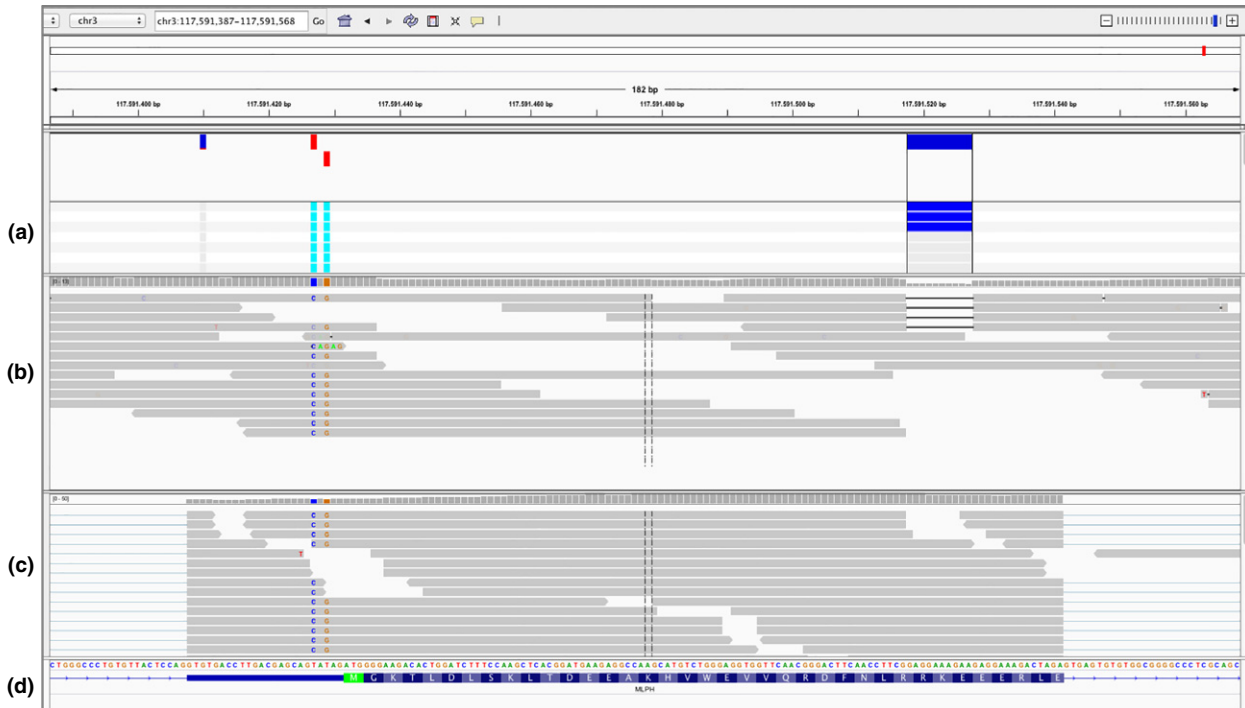 chr3
chr3:117,591,387-117,591,568
Go
182 bp
117.591.400 bp 117.591.420 bp 117.591.440 bp 117.591.460 bp 117.591.480 bp 117.591.500 bp 117.591.520 bp 117.591.540 bp 117.591.560 bp
(a)
C G
T C G
C A G A G
C G
(b)
C G
C G
C G T
C G
C G
C G
C G
[0 - 50]
C G
C G
C G
C G
T
(c)
C
C
C G
C G
C G
C G
C G
C G
CTGGGCCCTGTGTTACTCCAGGTGTGACCTTGACGAGCAGTATAGATGGGGAAGACACTGGATCTTTCCAAGCTCACGGATGAAGAGGCCAAGCATGTCTGGGAGGTGGTTCAACGGGACTTCAACCTTCGGAGGAAAGAAGAGGAAAGACTAGAGTGAGTGTGTGGCGGGGCCCTCGCAGC
(d)
M G K T L D L S K L T D E E A K H V W E V V Q R D F N L R R K E E E R L E
MLPH